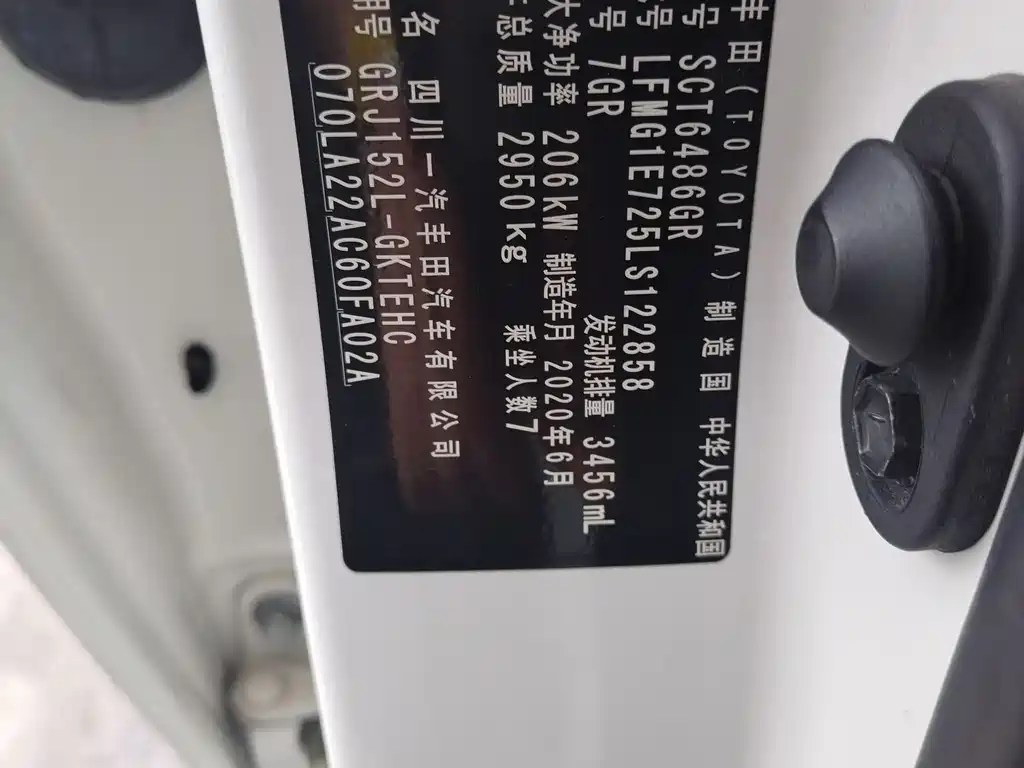 丰田(TOYOTA) 制造国 中华人民共和国
号 SCT6486GR
号 LFMG1E725LS122858
号 7GR 发动机排量 3456mL
大净功率 206kW 制造年月 2020年6月
总质量 2950kg 乘坐人数7
名 四川一汽丰田汽车有限公司
号 GRJ152L-GKTEHC
070LA22AC60FA02A